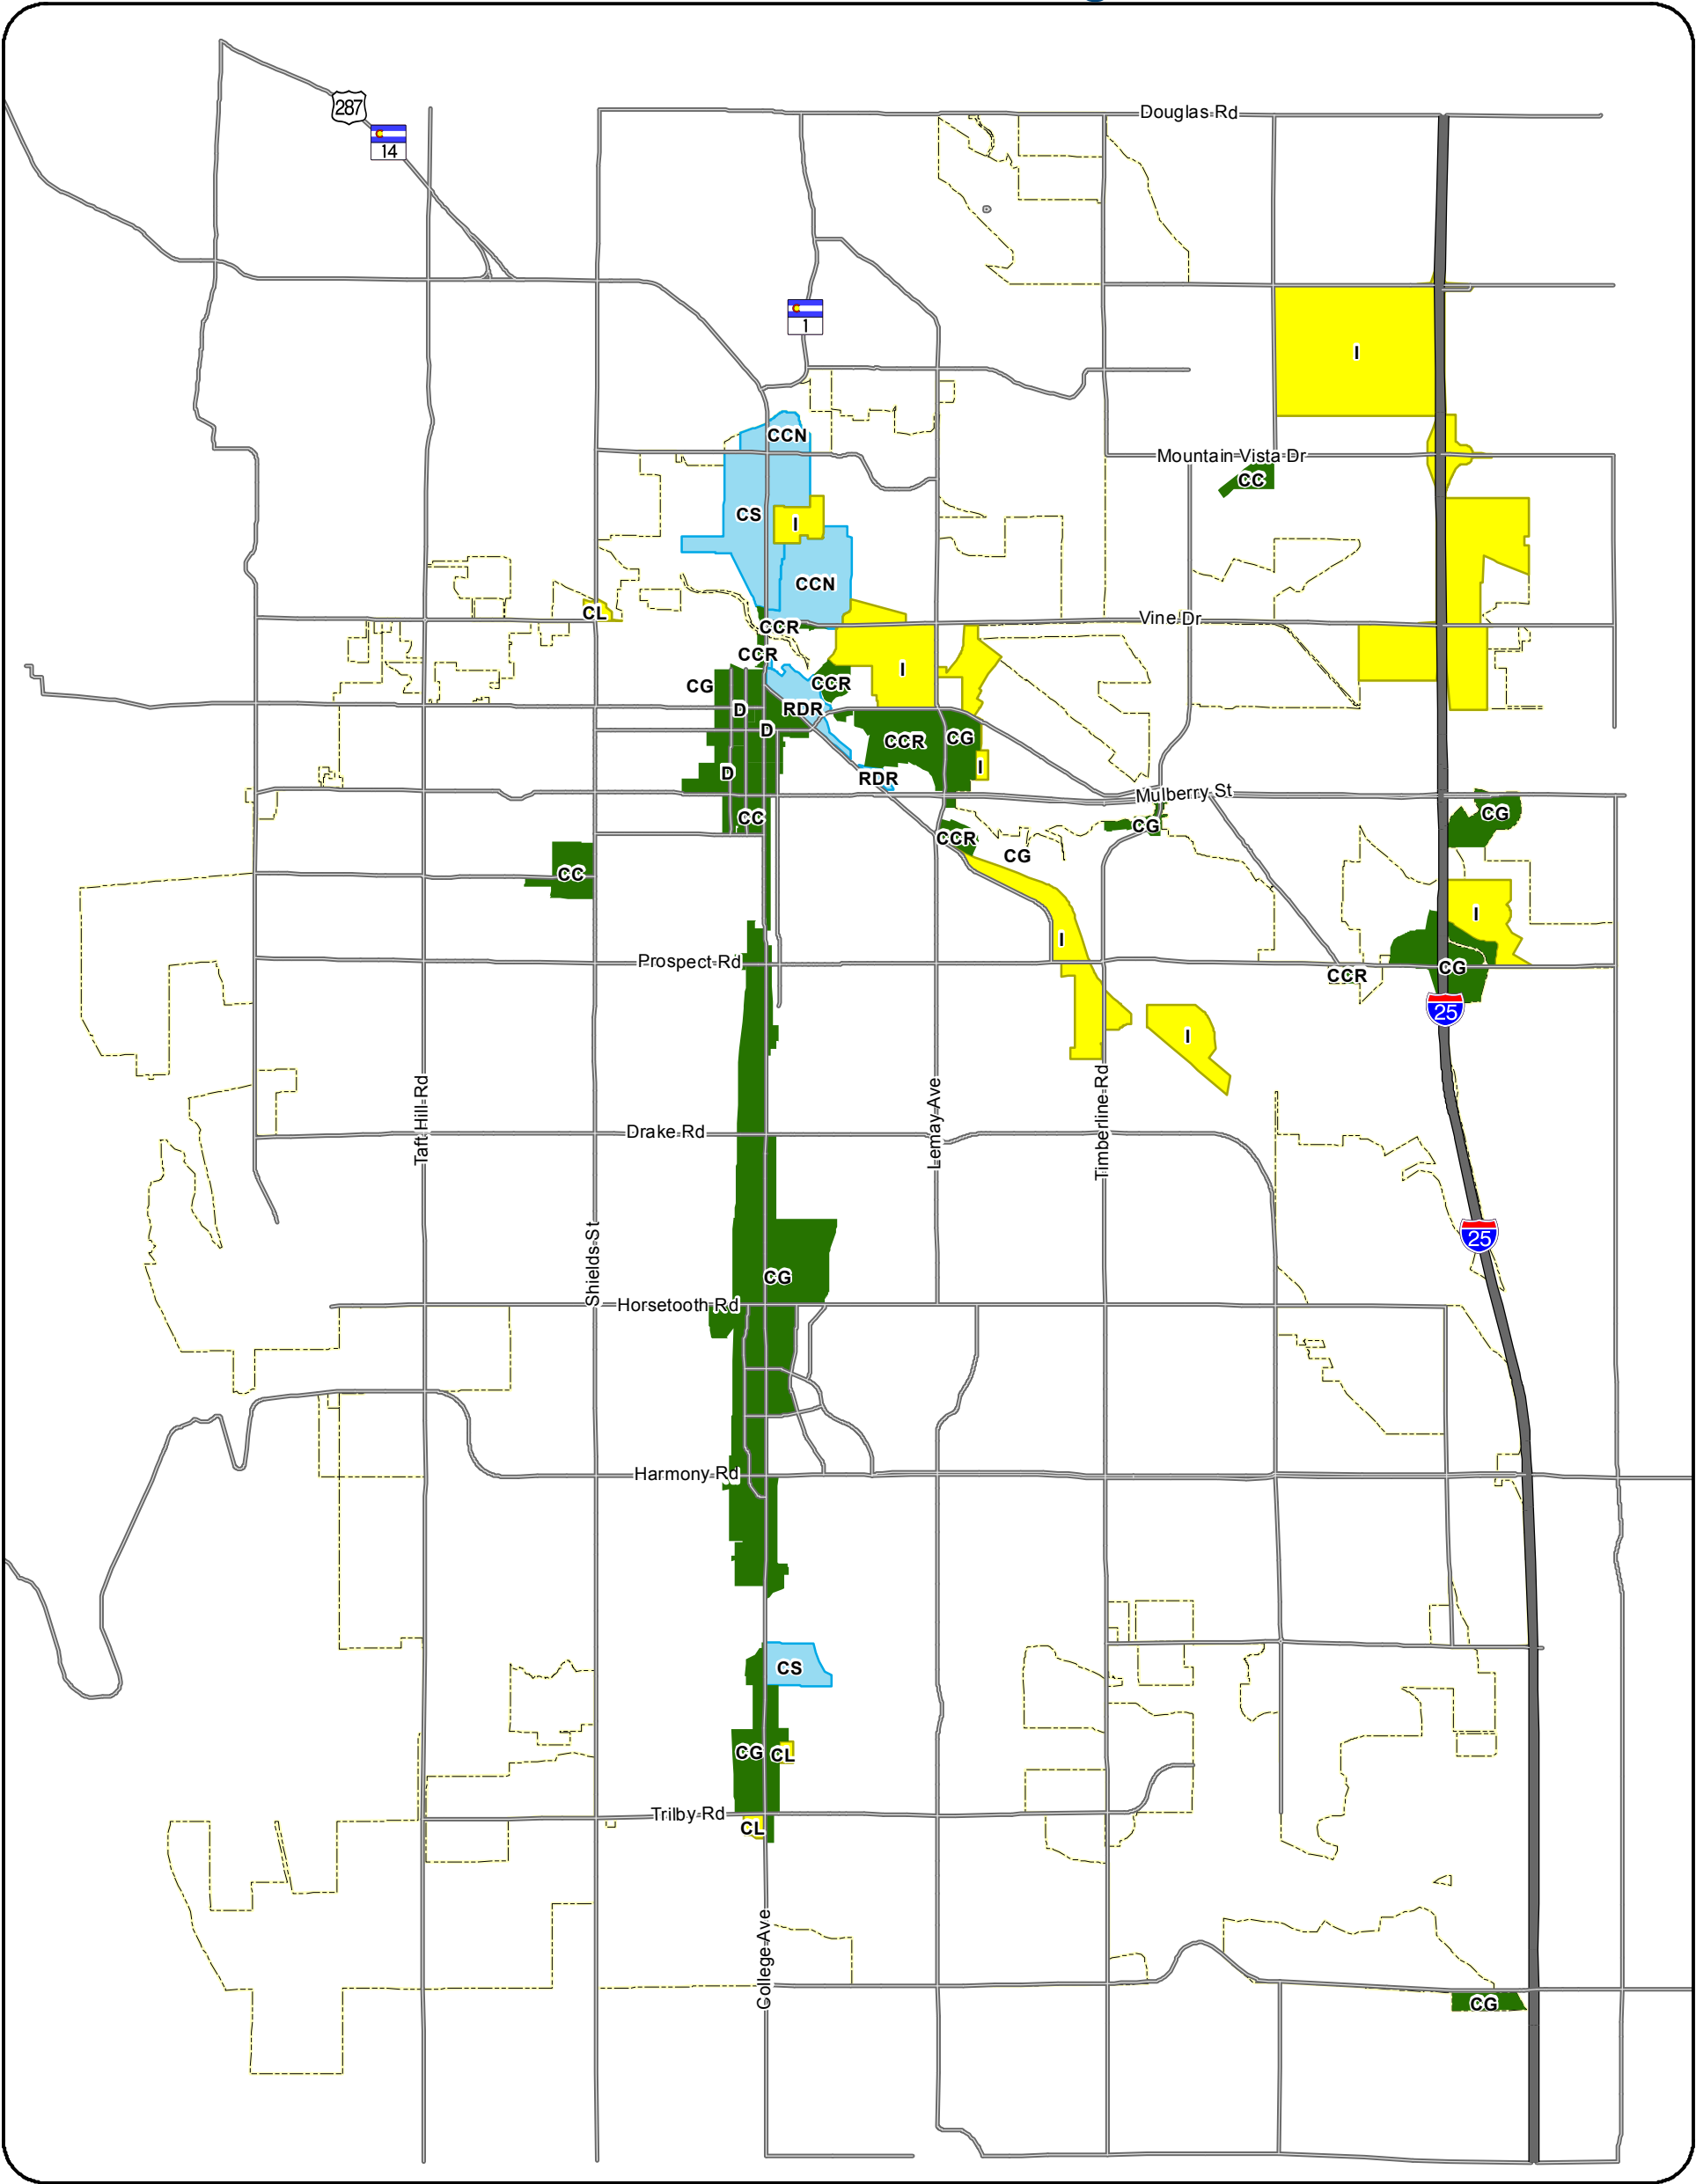 287
14
Douglas Rd
1
I
CCN
Mountain Vista Dr
CC
CS
I
CCN
CL
Vine Dr
CCR
CCR
I
CG
CCR
D
RDR
D
CCR
CG
D
I
RDR
Mulberry St
CC
CG
CG
CCR
CG
CC
I
I
Prospect Rd
CCR
CG
25
I
Taft Hill Rd
Lemay Ave
Timberline Rd
Drake Rd
Shields St
25
CG
Horsetooth Rd
Harmony Rd
CS
CG
CL
Trilby Rd
CL
College Ave
CG